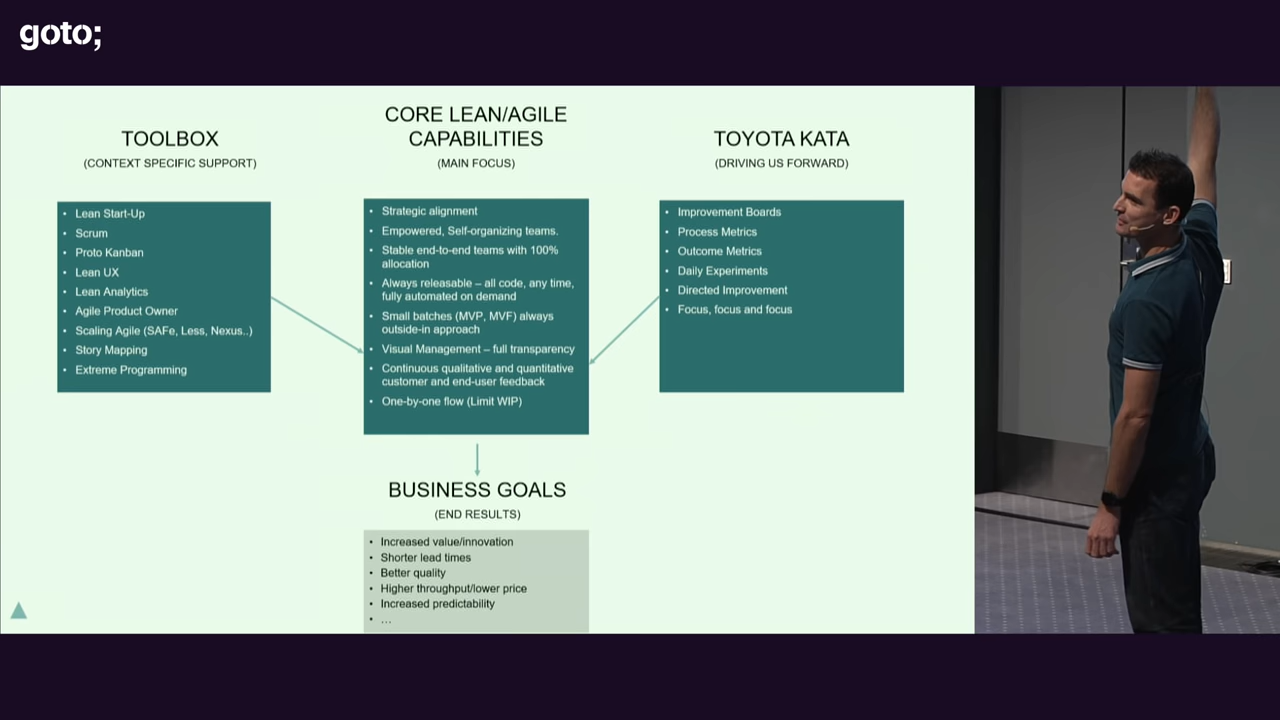 goto;
TOOLBOX
(CONTEXT SPECIFIC SUPPORT)
• Lean Start-Up
• Scrum
• Proto Kanban
• Lean UX
• Lean Analytics
• Agile Product Owner
• Scaling Agile (SAFe, Less, Nexus..)
• Story Mapping
• Extreme Programming
CORE LEAN/AGILE
CAPABILITIES
(MAIN FOCUS)
• Strategic alignment
• Empowered, Self-organizing teams.
• Stable end-to-end teams with 100%
allocation
• Always releasable – all code, any time,
fully automated on demand
• Small batches (MVP, MVF) always
outside-in approach
• Visual Management – full transparency
• Continuous qualitative and quantitative
customer and end-user feedback
• One-by-one flow (Limit WIP)
TOYOTA KATA
(DRIVING US FORWARD)
• Improvement Boards
• Process Metrics
• Outcome Metrics
• Daily Experiments
• Directed Improvement
• Focus, focus and focus
BUSINESS GOALS
(END RESULTS)
• Increased value/innovation
• Shorter lead times
• Better quality
• Higher throughput/lower price
• Increased predictability
• …